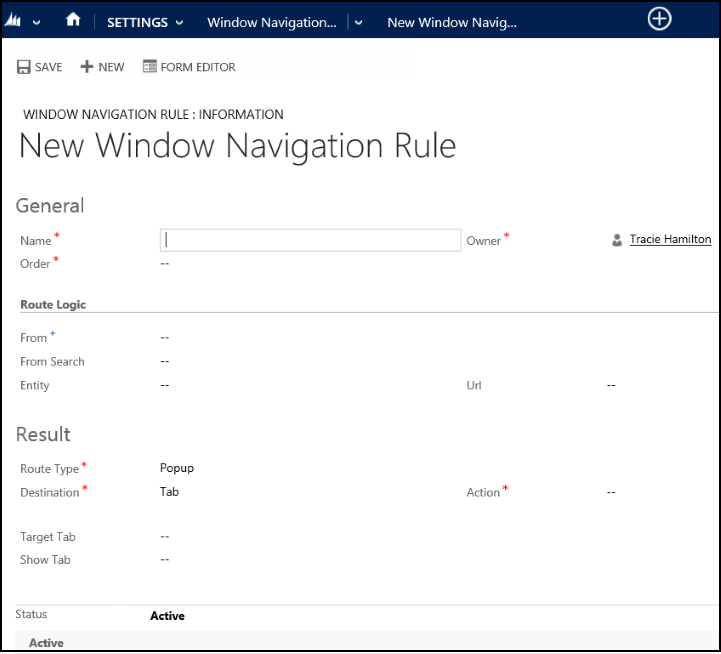 SETTINGS Window Navigation... New Window Navig...
SAVE NEW FORM EDITOR
WINDOW NAVIGATION RULE : INFORMATION
New Window Navigation Rule
General
Name * Owner * Tracie Hamilton
Order * --
Route Logic
From * --
From Search --
Entity -- Url --
Result
Route Type * Popup
Destination * Tab Action * --
Target Tab --
Show Tab --
Status Active
Active